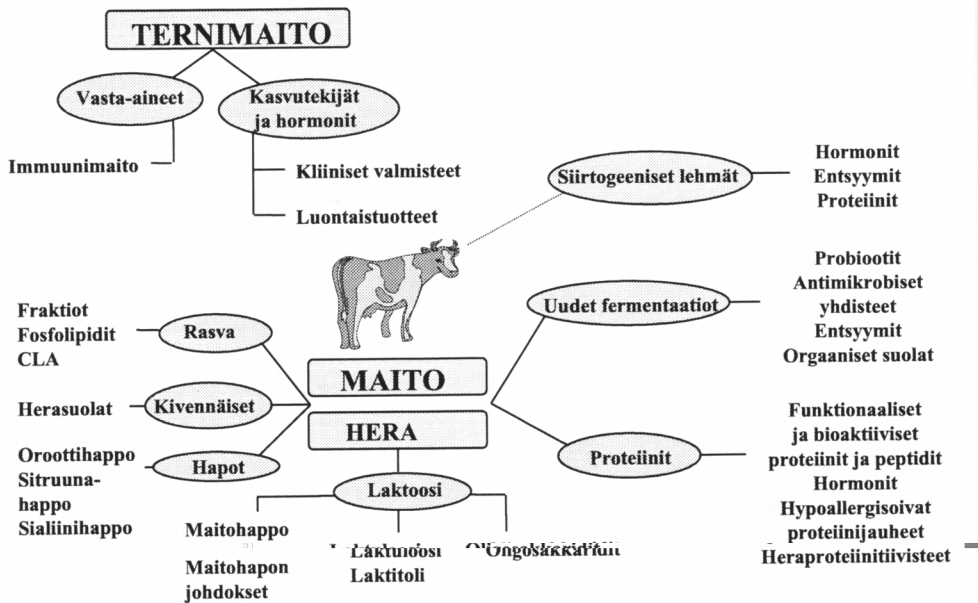 TERNIMAITO
Vasta-aineet
Kasvutekijät
ja hormonit
Immuunimaito
Kliiniset valmisteet
Luontaistuotteet
Siirtogeeniset lehmät
Hormonit
Entsyymit
Proteiinit
Uudet fermentaatiot
Probiootit
Antimikrobiset
yhdisteet
Entsyymit
Orgaaniset suolat
Fraktiot
Fosfolipidit
CLA
Rasva
MAITO
Herasuolat
Kivennäiset
HERA
Oroottihappo
Sitruuna-
happo
Sialiinihappo
Hapot
Proteiinit
Funktionaaliset
ja bioaktiiviset
proteiinit ja peptidit
Hormonit
Hypoallergisoivat
proteiinijauheet
Heraproteiinitiivisteet
Laktoosi
Maitohappo
Maitohapon
johdokset
Laktuloosi
Laktitoli